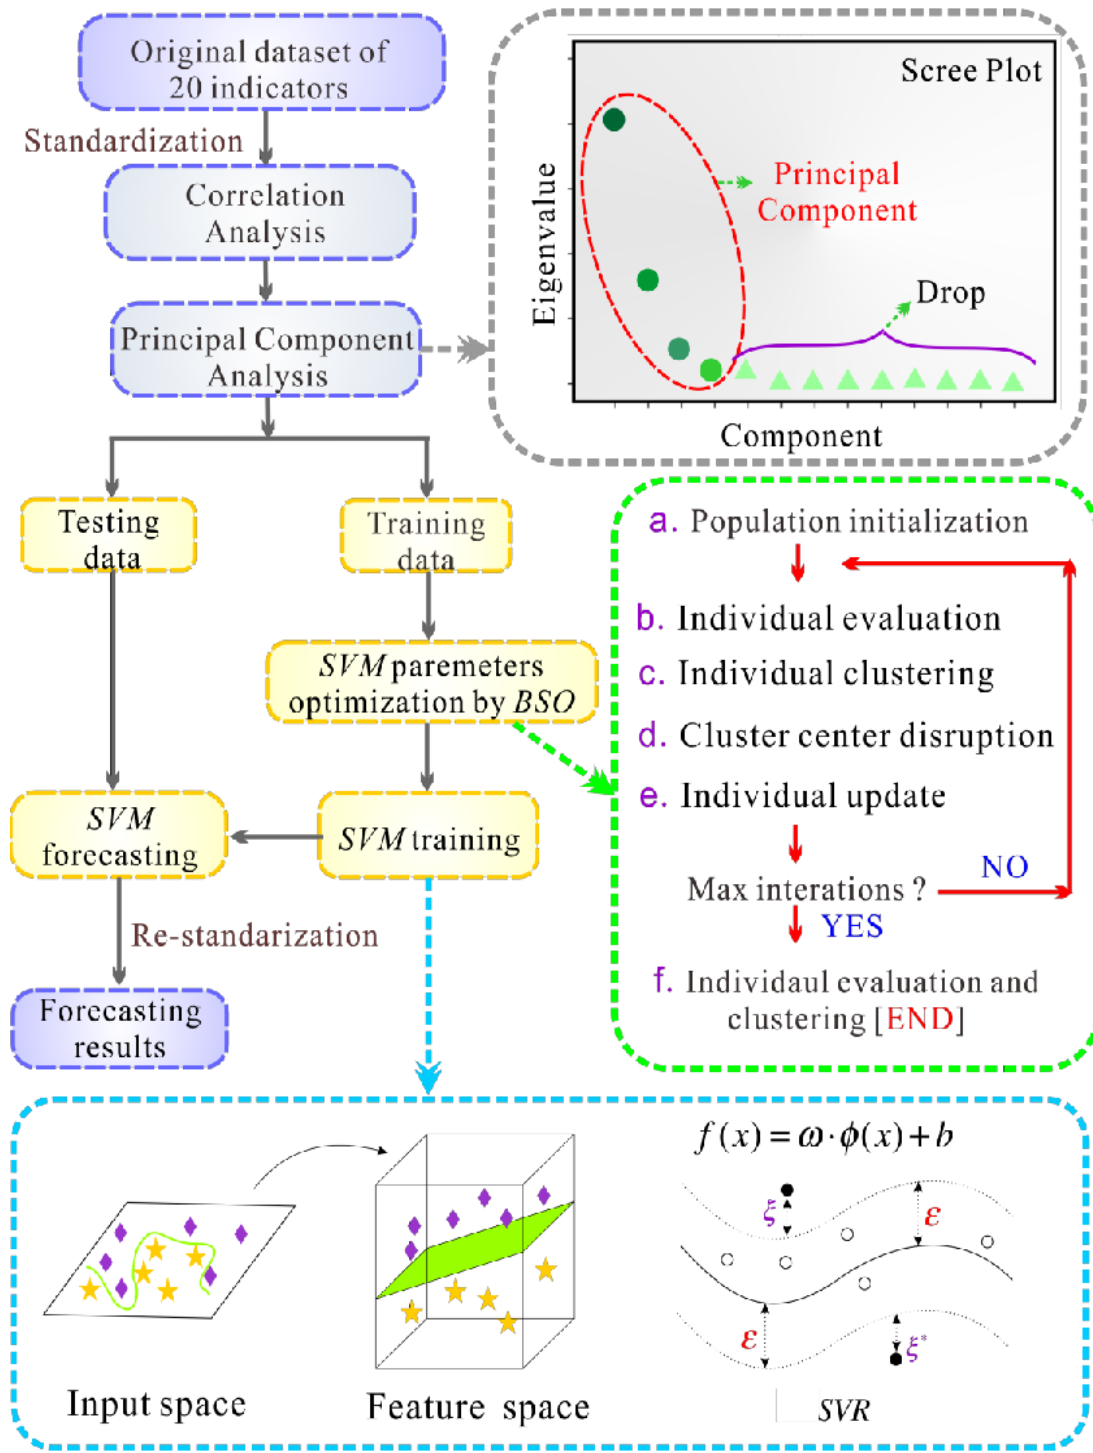 Original dataset of
20 indicators
Standardization
Correlation
Analysis
Principal Component
Analysis
Scree Plot
Eigenvalue
Principal
Component
Drop
Component
Testing
data
Training
data
SVM paremeters
optimization by BSO
SVM
forecasting
SVM training
Re-standarization
Forecasting
results
a. Population initialization
b. Individual evaluation
c. Individual clustering
d. Cluster center disruption
e. Individual update
Max interations ?
NO
YES
f. Individaul evaluation and
clustering [END]
f(x) = ω·ϕ(x) + b
ξ
ε
ε
ξ*
Input space
Feature space
SVR